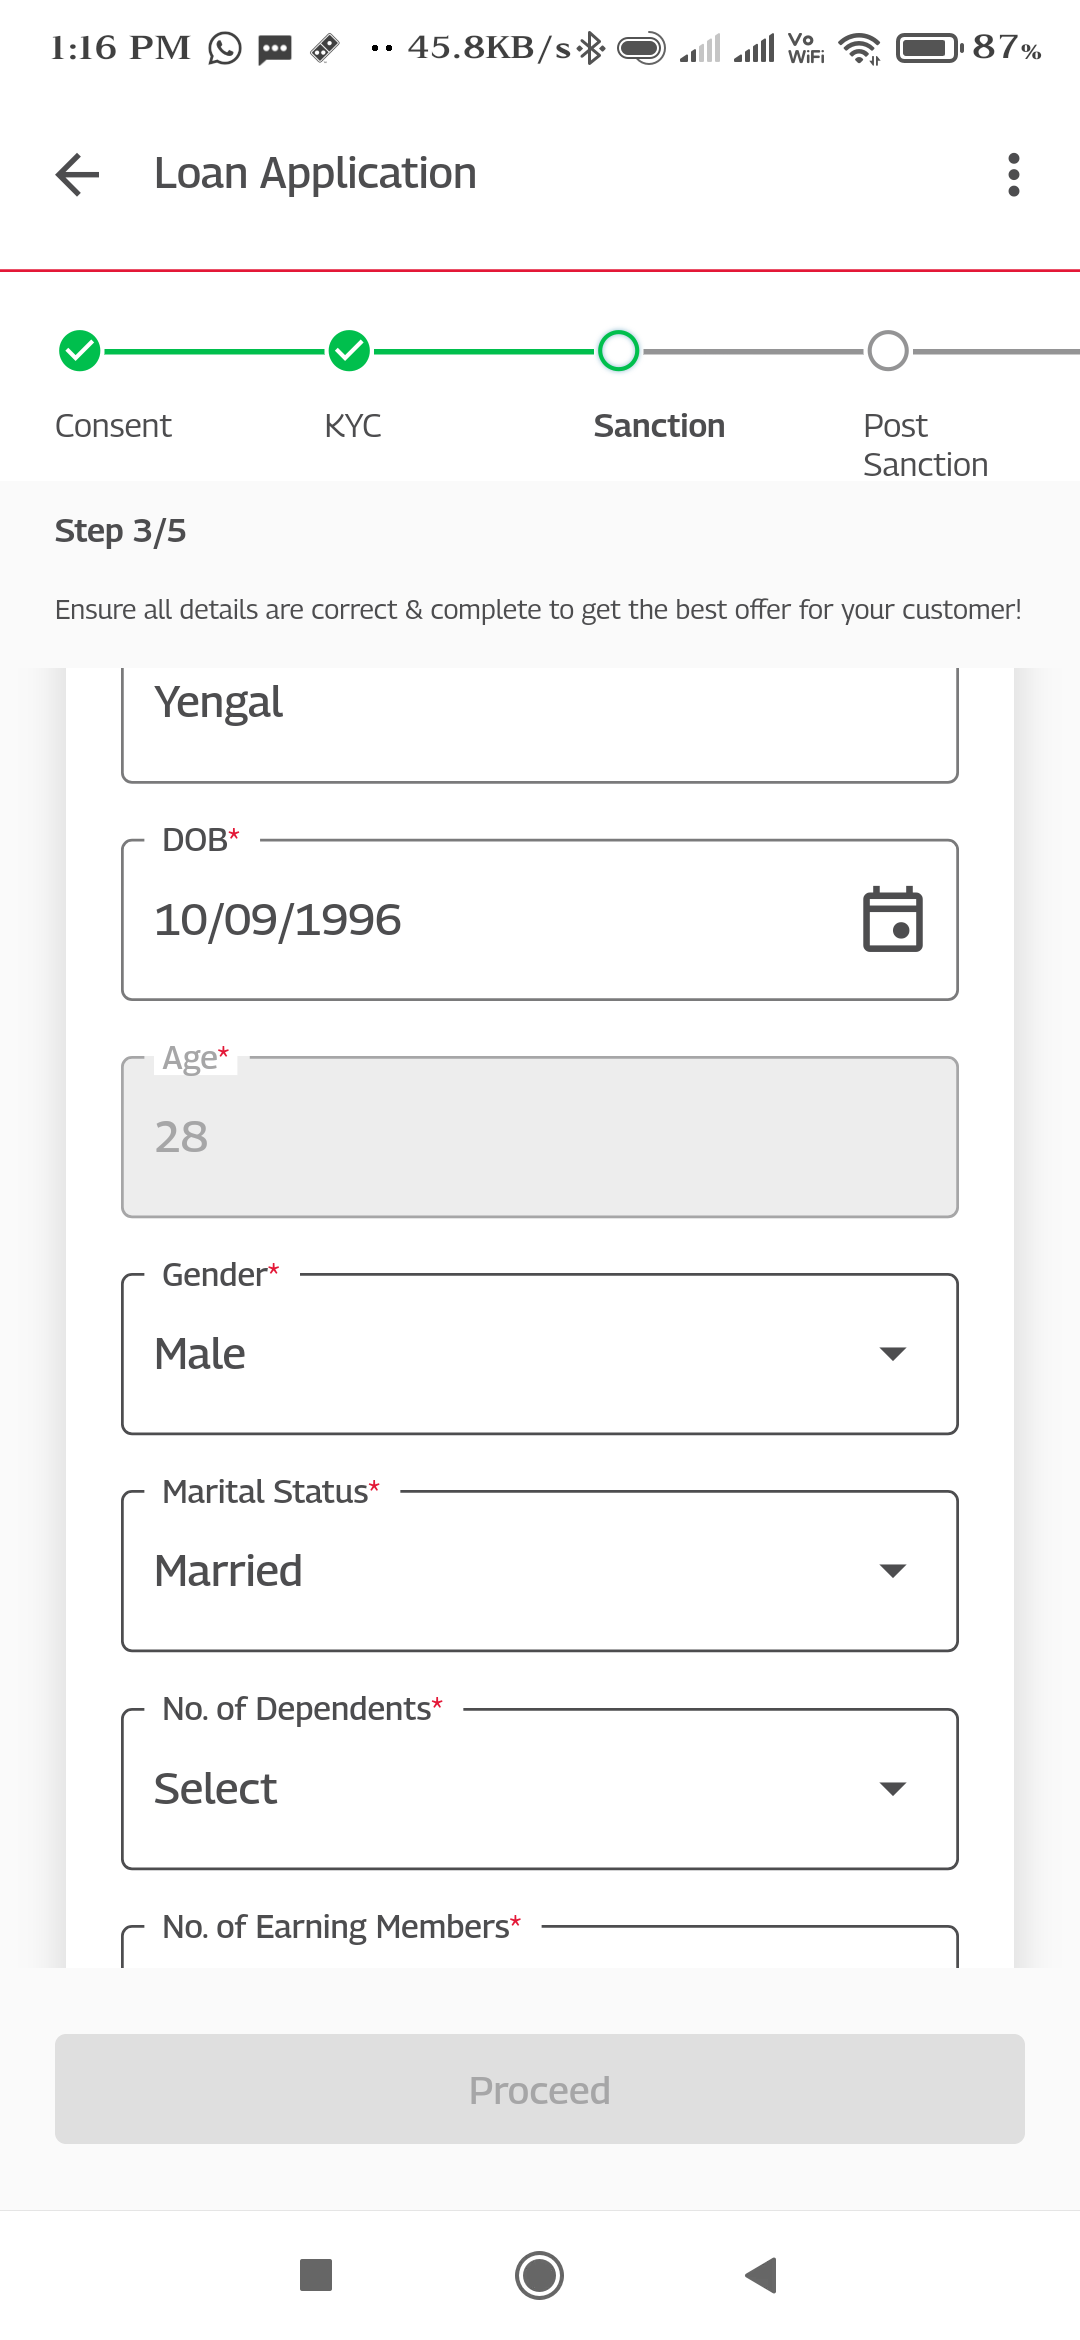 1:16 PM 45.8KB/s Vo WiFi 87%
Loan Application
Consent KYC Sanction Post
Sanction
Step 3/5
Ensure all details are correct & complete to get the best offer for your customer!
Yengal
DOB*
10/09/1996
Age*
28
Gender*
Male
Marital Status*
Married
No. of Dependents*
Select
No. of Earning Members*
Proceed